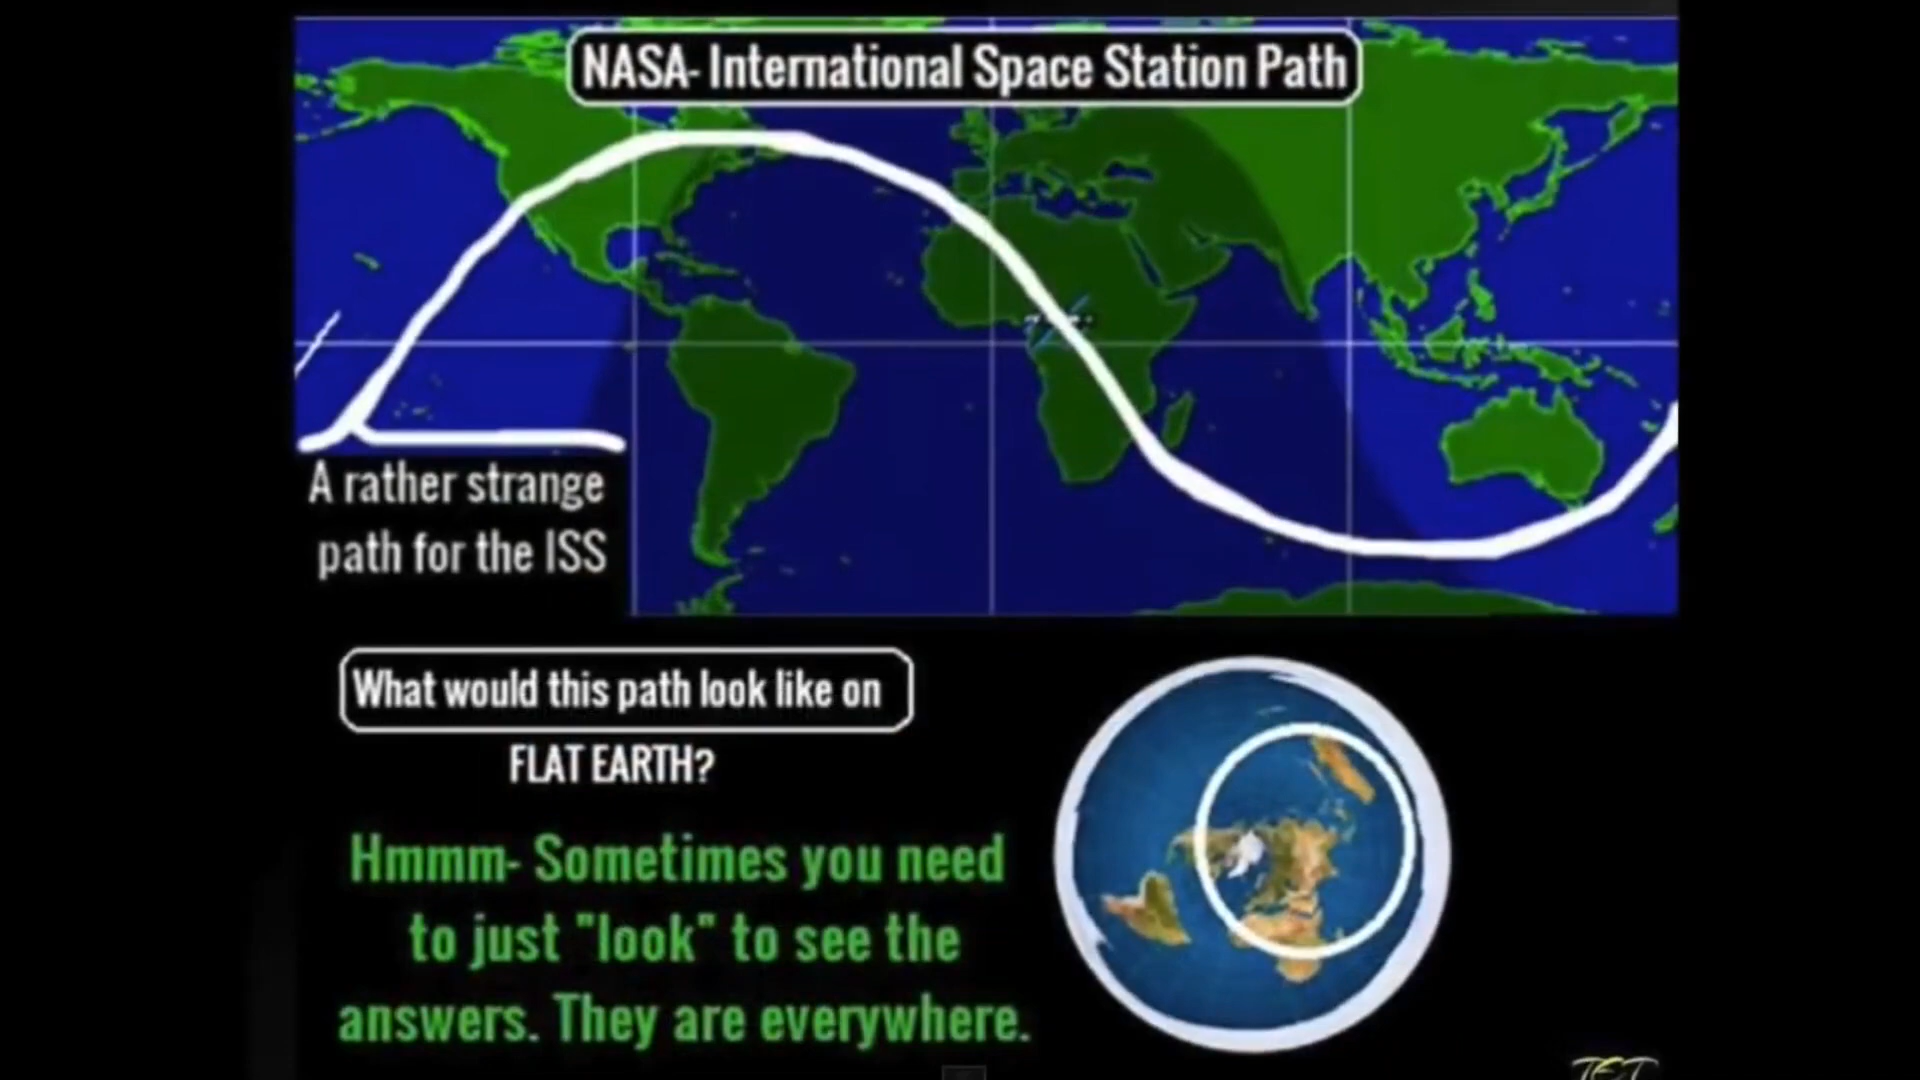 NASA- International Space Station Path
A rather strange
path for the ISS
What would this path look like on
FLAT EARTH?
Hmmm- Sometimes you need
to just "look" to see the
answers. They are everywhere.